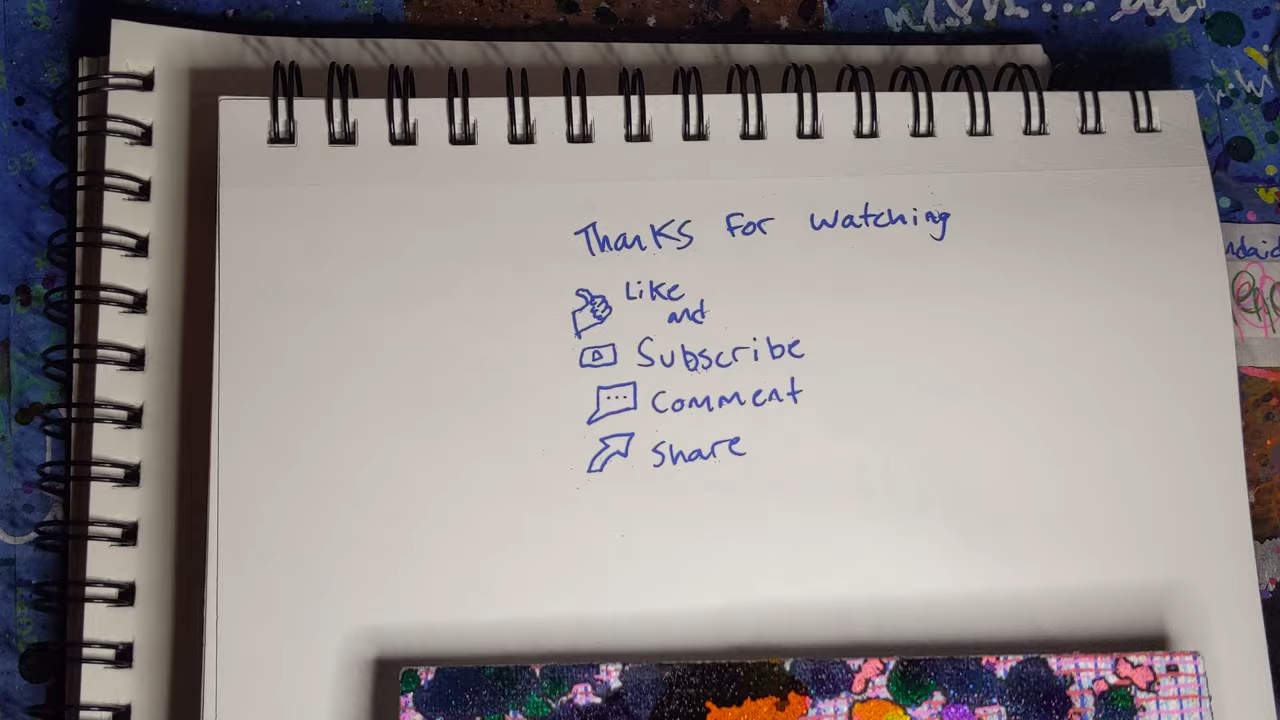 Thanks For watching
Like
and
Subscribe
Comment
Share